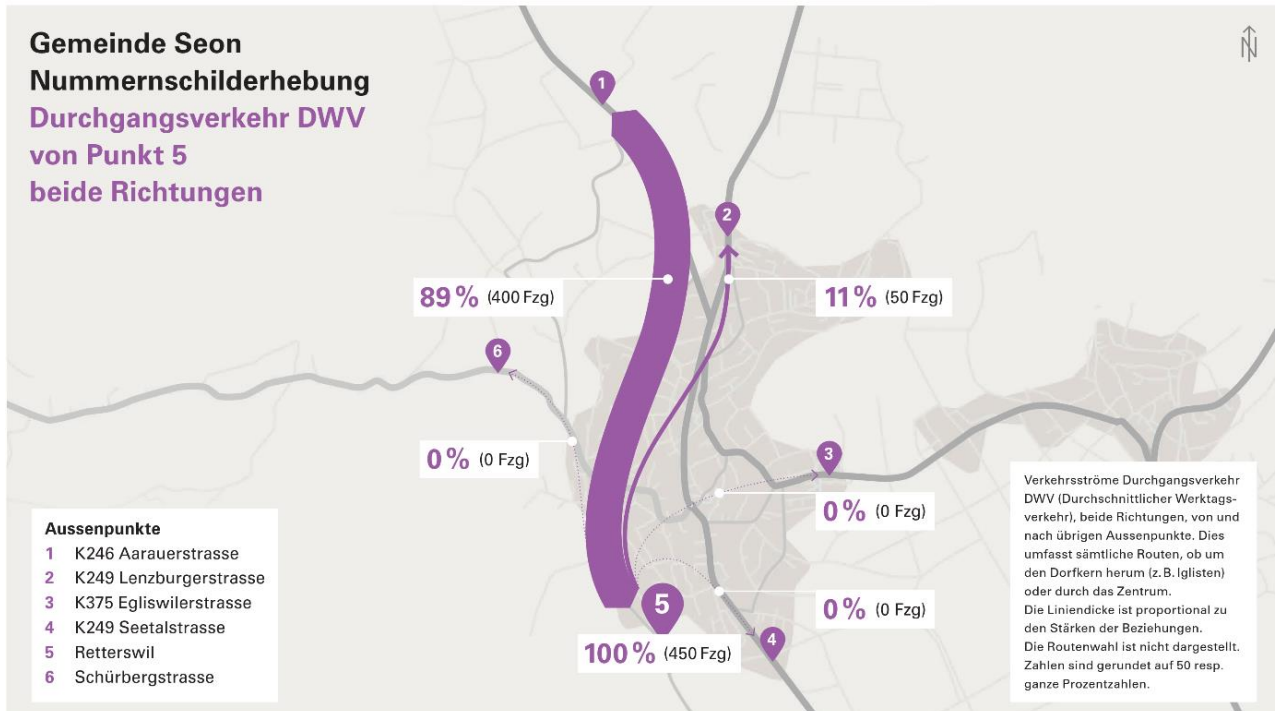 Gemeinde Seon
Nummernschilderhebung
Durchgangsverkehr DWV
von Punkt 5
beide Richtungen
N
1
2
89 % (400 Fzg)
11 % (50 Fzg)
6
0 % (0 Fzg)
3
0 % (0 Fzg)
0 % (0 Fzg)
5
4
100 % (450 Fzg)
Aussenpunkte
1 K246 Aarauerstrasse
2 K249 Lenzburgerstrasse
3 K375 Egliswilerstrasse
4 K249 Seetalstrasse
5 Retterswil
6 Schürbergstrasse
Verkehrsströme Durchgangsverkehr
DWV (Durchschnittlicher Werktags-
verkehr), beide Richtungen, von und
nach übrigen Aussenpunkte. Dies
umfasst sämtliche Routen, ob um
den Dorfkern herum (z. B. Iglisten)
oder durch das Zentrum.
Die Liniendicke ist proportional zu
den Stärken der Beziehungen.
Die Routenwahl ist nicht dargestellt.
Zahlen sind gerundet auf 50 resp.
ganze Prozentzahlen.